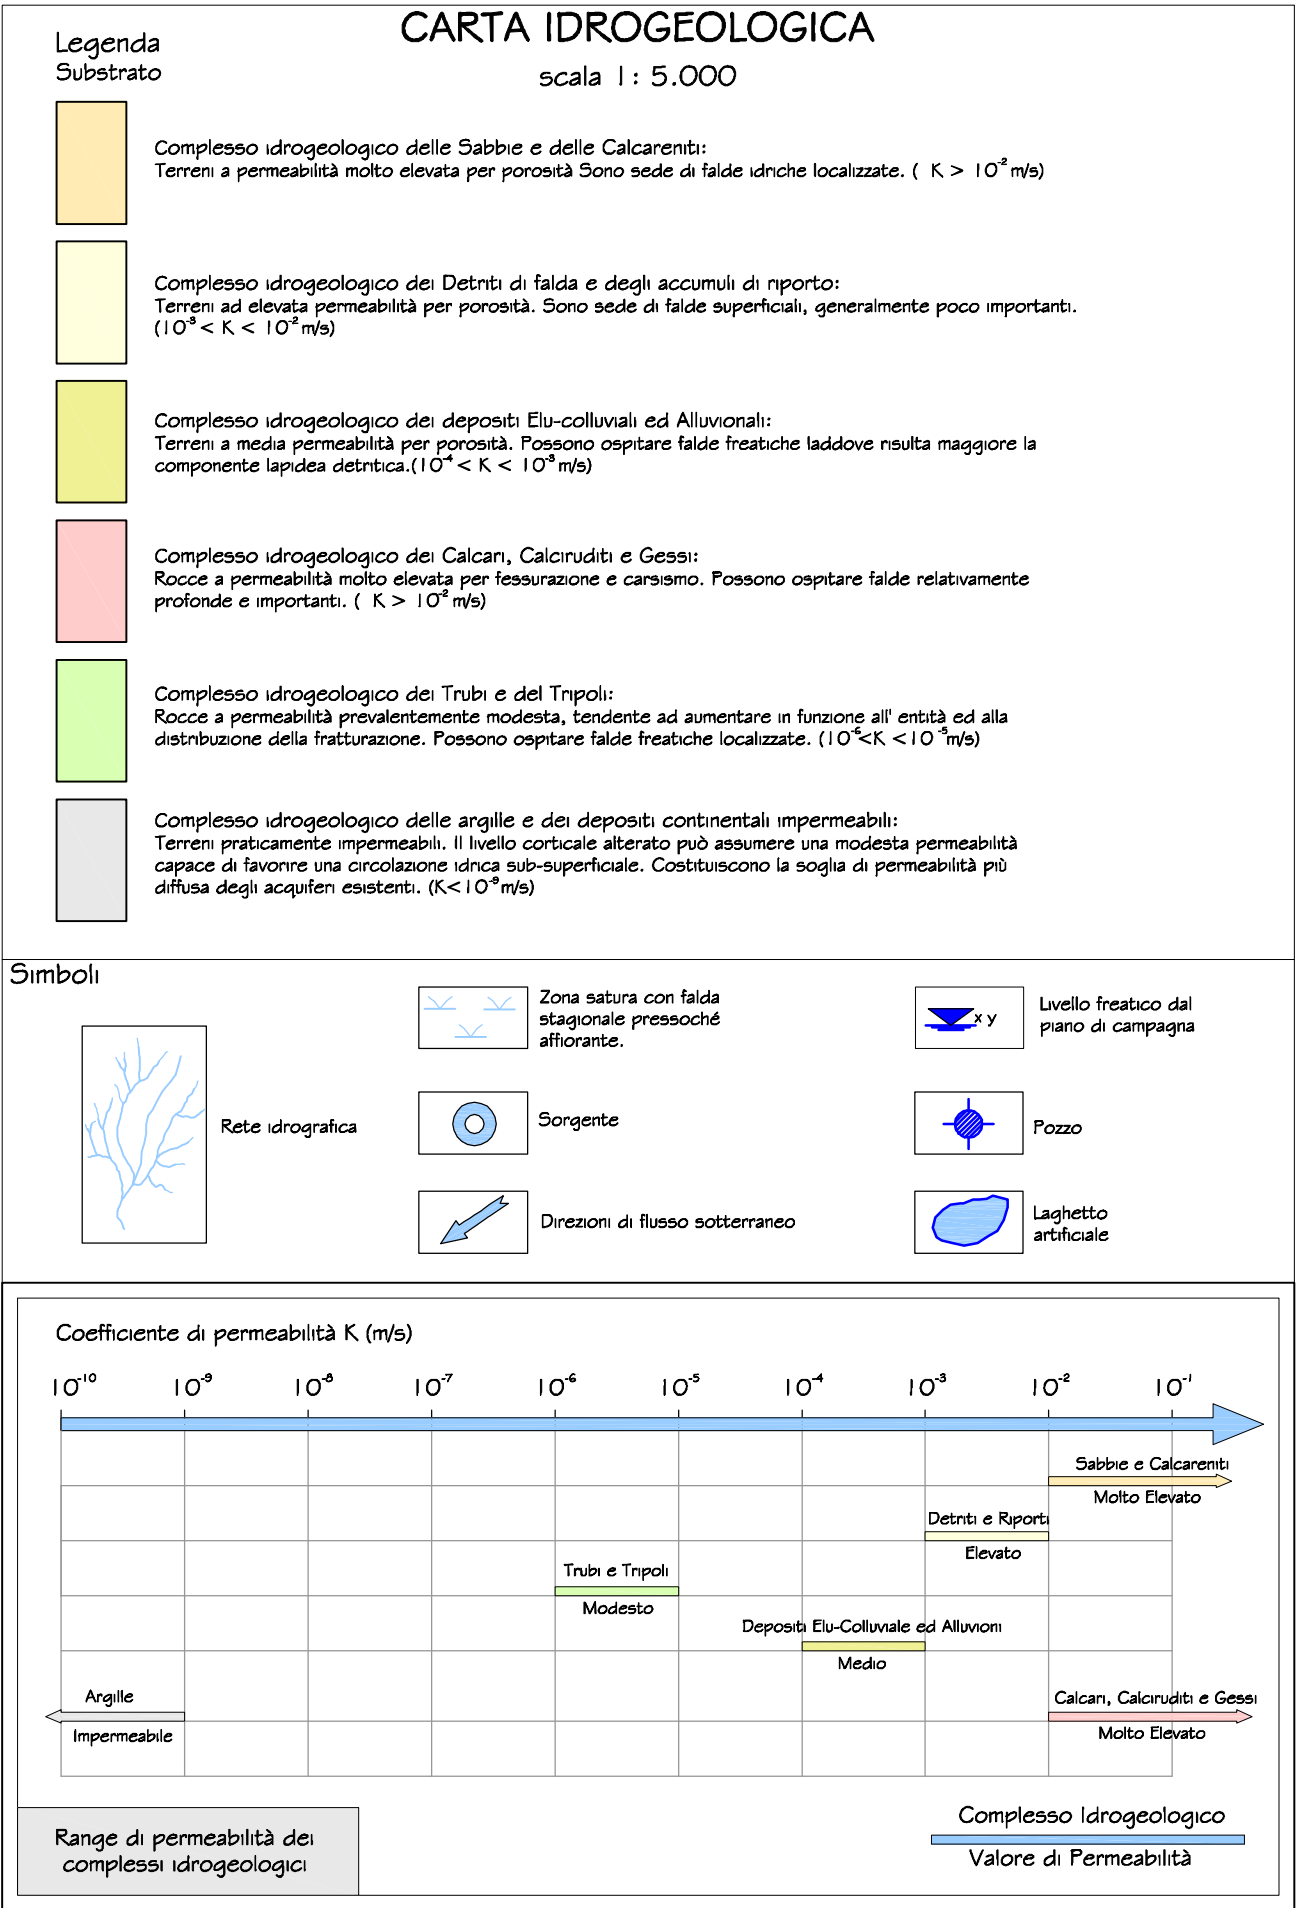 CARTA IDROGEOLOGICA
scala 1: 5.000
Legenda
Substrato
Complesso idrogeologico delle Sabbie e delle Calcareniti:
Terreni a permeabilità molto elevata per porosità Sono sede di falde idriche localizzate. ( K > 10⁻² m/s)
Complesso idrogeologico dei Detriti di falda e degli accumuli di riporto:
Terreni ad elevata permeabilità per porosità. Sono sede di falde superficiali, generalmente poco importanti.
(10⁻³ < K < 10⁻² m/s)
Complesso idrogeologico dei depositi Elu-colluviali ed Alluvionali:
Terreni a media permeabilità per porosità. Possono ospitare falde freatiche laddove risulta maggiore la
componente lapidea detritica.(10⁻⁴ < K < 10⁻³ m/s)
Complesso idrogeologico dei Calcari, Calciruditi e Gessi:
Rocce a permeabilità molto elevata per fessurazione e carsismo. Possono ospitare falde relativamente
profonde e importanti. ( K > 10⁻² m/s)
Complesso idrogeologico dei Trubi e del Tripoli:
Rocce a permeabilità prevalentemente modesta, tendente ad aumentare in funzione all' entità ed alla
distribuzione della fratturazione. Possono ospitare falde freatiche localizzate. (10⁻⁶<K <10⁻⁵m/s)
Complesso idrogeologico delle argille e dei depositi continentali impermeabili:
Terreni praticamente impermeabili. Il livello corticale alterato può assumere una modesta permeabilità
capace di favorire una circolazione idrica sub-superficiale. Costituiscono la soglia di permeabilità più
diffusa degli acquiferi esistenti. (K<10⁻⁹ m/s)
Simboli
Rete idrografica
Zona satura con falda
stagionale pressoché
affiorante.
Sorgente
Direzioni di flusso sotterraneo
x y
Livello freatico dal
piano di campagna
Pozzo
Laghetto
artificiale
Coefficiente di permeabilità K (m/s)
10⁻¹⁰ 10⁻⁹ 10⁻⁸ 10⁻⁷ 10⁻⁶ 10⁻⁵ 10⁻⁴ 10⁻³ 10⁻² 10⁻¹
Sabbie e Calcareniti
Molto Elevato
Detriti e Riporti
Elevato
Trubi e Tripoli
Modesto
Depositi Elu-Colluviale ed Alluvioni
Medio
Argille
Impermeabile
Calcari, Calciruditi e Gessi
Molto Elevato
Range di permeabilità dei
complessi idrogeologici
Complesso Idrogeologico
Valore di Permeabilità